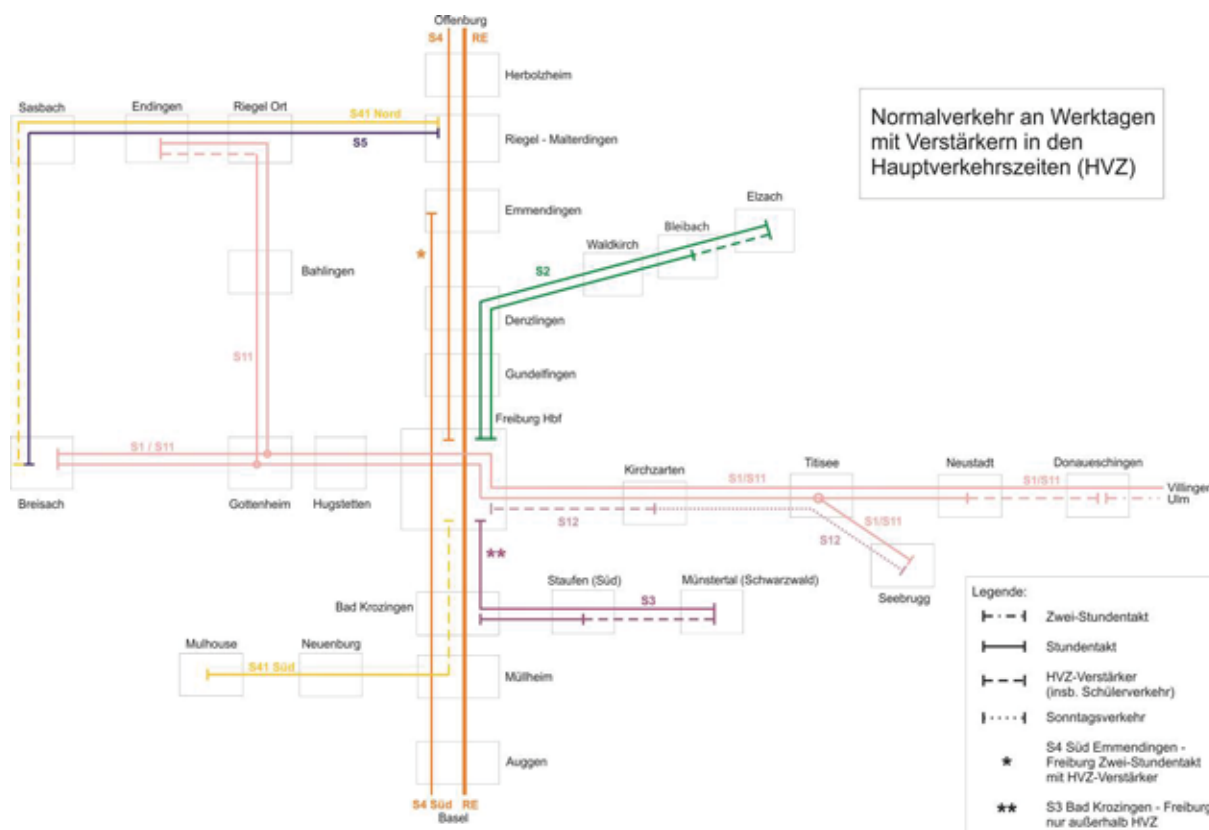 Offenburg
S4 RE
Herbolzheim
Sasbach
Endingen
Riegel Ort
S41 Nord
S5
Riegel - Malterdingen
Normalverkehr an Werktagen
mit Verstärkern in den
Hauptverkehrszeiten (HVZ)
Emmendingen
*
Elzach
Bleibach
Waldkirch
S2
Bahlingen
Denzlingen
S11
Gundelfingen
Freiburg Hbf
S1 / S11
Breisach
Gottenheim
Hugstetten
Kirchzarten
Titisee
Neustadt
Donaueschingen
S1/S11
S1/S11
Villingen
Ulm
S12
S1/S11
S12
Seebrugg
**
Staufen (Süd)
Münstertal (Schwarzwald)
S3
Bad Krozingen
Mulhouse
Neuenburg
S41 Süd
Müllheim
Auggen
S4 Süd RE
Basel
Legende:
Zwei-Stundentakt
Stundentakt
HVZ-Verstärker
(insb. Schülerverkehr)
Sonntagsverkehr
* S4 Süd Emmendingen -
Freiburg Zwei-Stundentakt
mit HVZ-Verstärker
** S3 Bad Krozingen - Freiburg
nur außerhalb HVZ